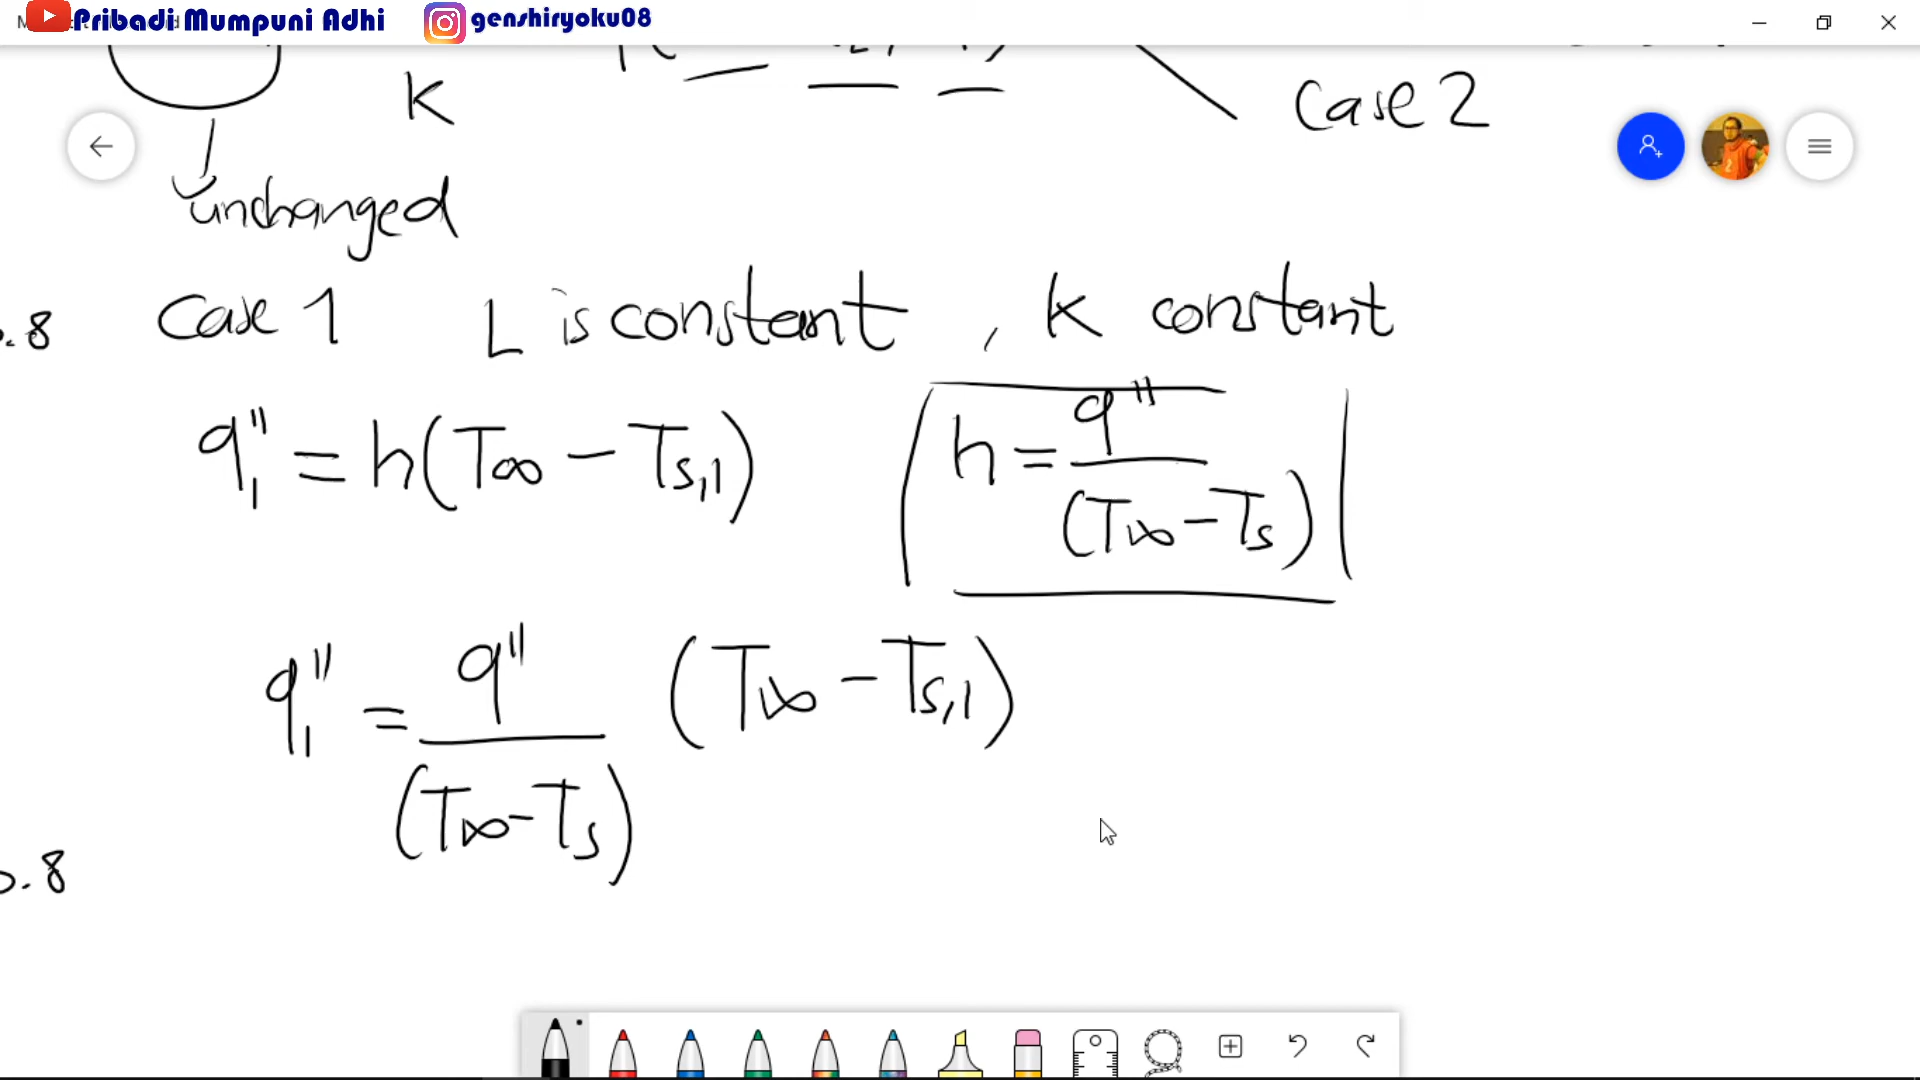 Pribadi Mumpuni Adhi
genshiryoku08
K
Case 2
unchanged
.8 Case 1 L is constant , K constant
q₁'' = h(T∞ − Ts,1)
h = q'' / (T∞ − Ts)
q₁'' = q'' / (T∞ − Ts) (T∞ − Ts,1)
.8